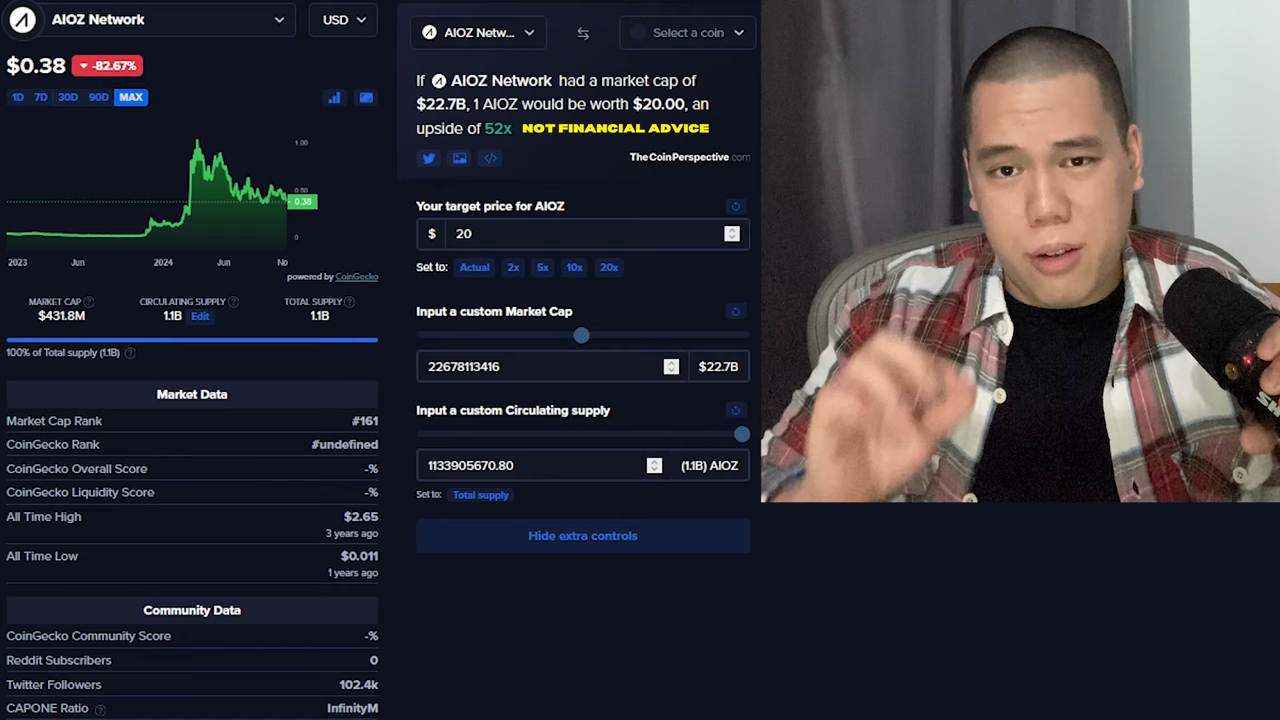 AIOZ Network
USD
$0.38 -82.67%
1D 7D 30D 90D MAX
1.00
0.50
0.38
0
2023 Jun 2024 Jun No
powered by CoinGecko
MARKET CAP ?
$431.8M
CIRCULATING SUPPLY ?
1.1B Edit
TOTAL SUPPLY ?
1.1B
100% of Total supply (1.1B) ?
Market Data
Market Cap Rank #161
CoinGecko Rank #undefined
CoinGecko Overall Score -%
CoinGecko Liquidity Score -%
All Time High $2.65
3 years ago
All Time Low $0.011
1 years ago
Community Data
CoinGecko Community Score -%
Reddit Subscribers 0
Twitter Followers 102.4k
CAPONE Ratio ? InfinityM
AIOZ Netw... Select a coin
If AIOZ Network had a market cap of
$22.7B, 1 AIOZ would be worth $20.00, an
upside of 52x NOT FINANCIAL ADVICE
TheCoinPerspective.com
Your target price for AIOZ
$ 20
Set to: Actual 2x 5x 10x 20x
Input a custom Market Cap
22678113416 $22.7B
Input a custom Circulating supply
1133905670.80 (1.1B) AIOZ
Set to: Total supply
Hide extra controls